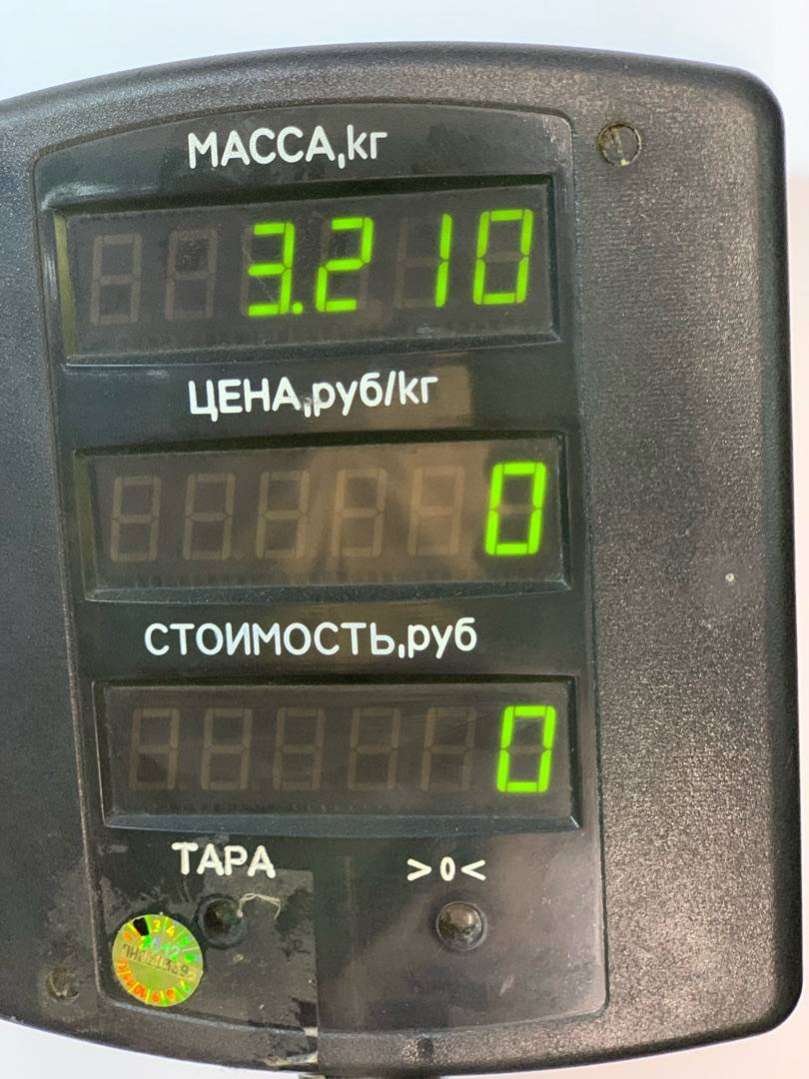 МАССА,кг
3.210
ЦЕНА,руб/кг
0
СТОИМОСТЬ,руб
0
ТАРА >0<